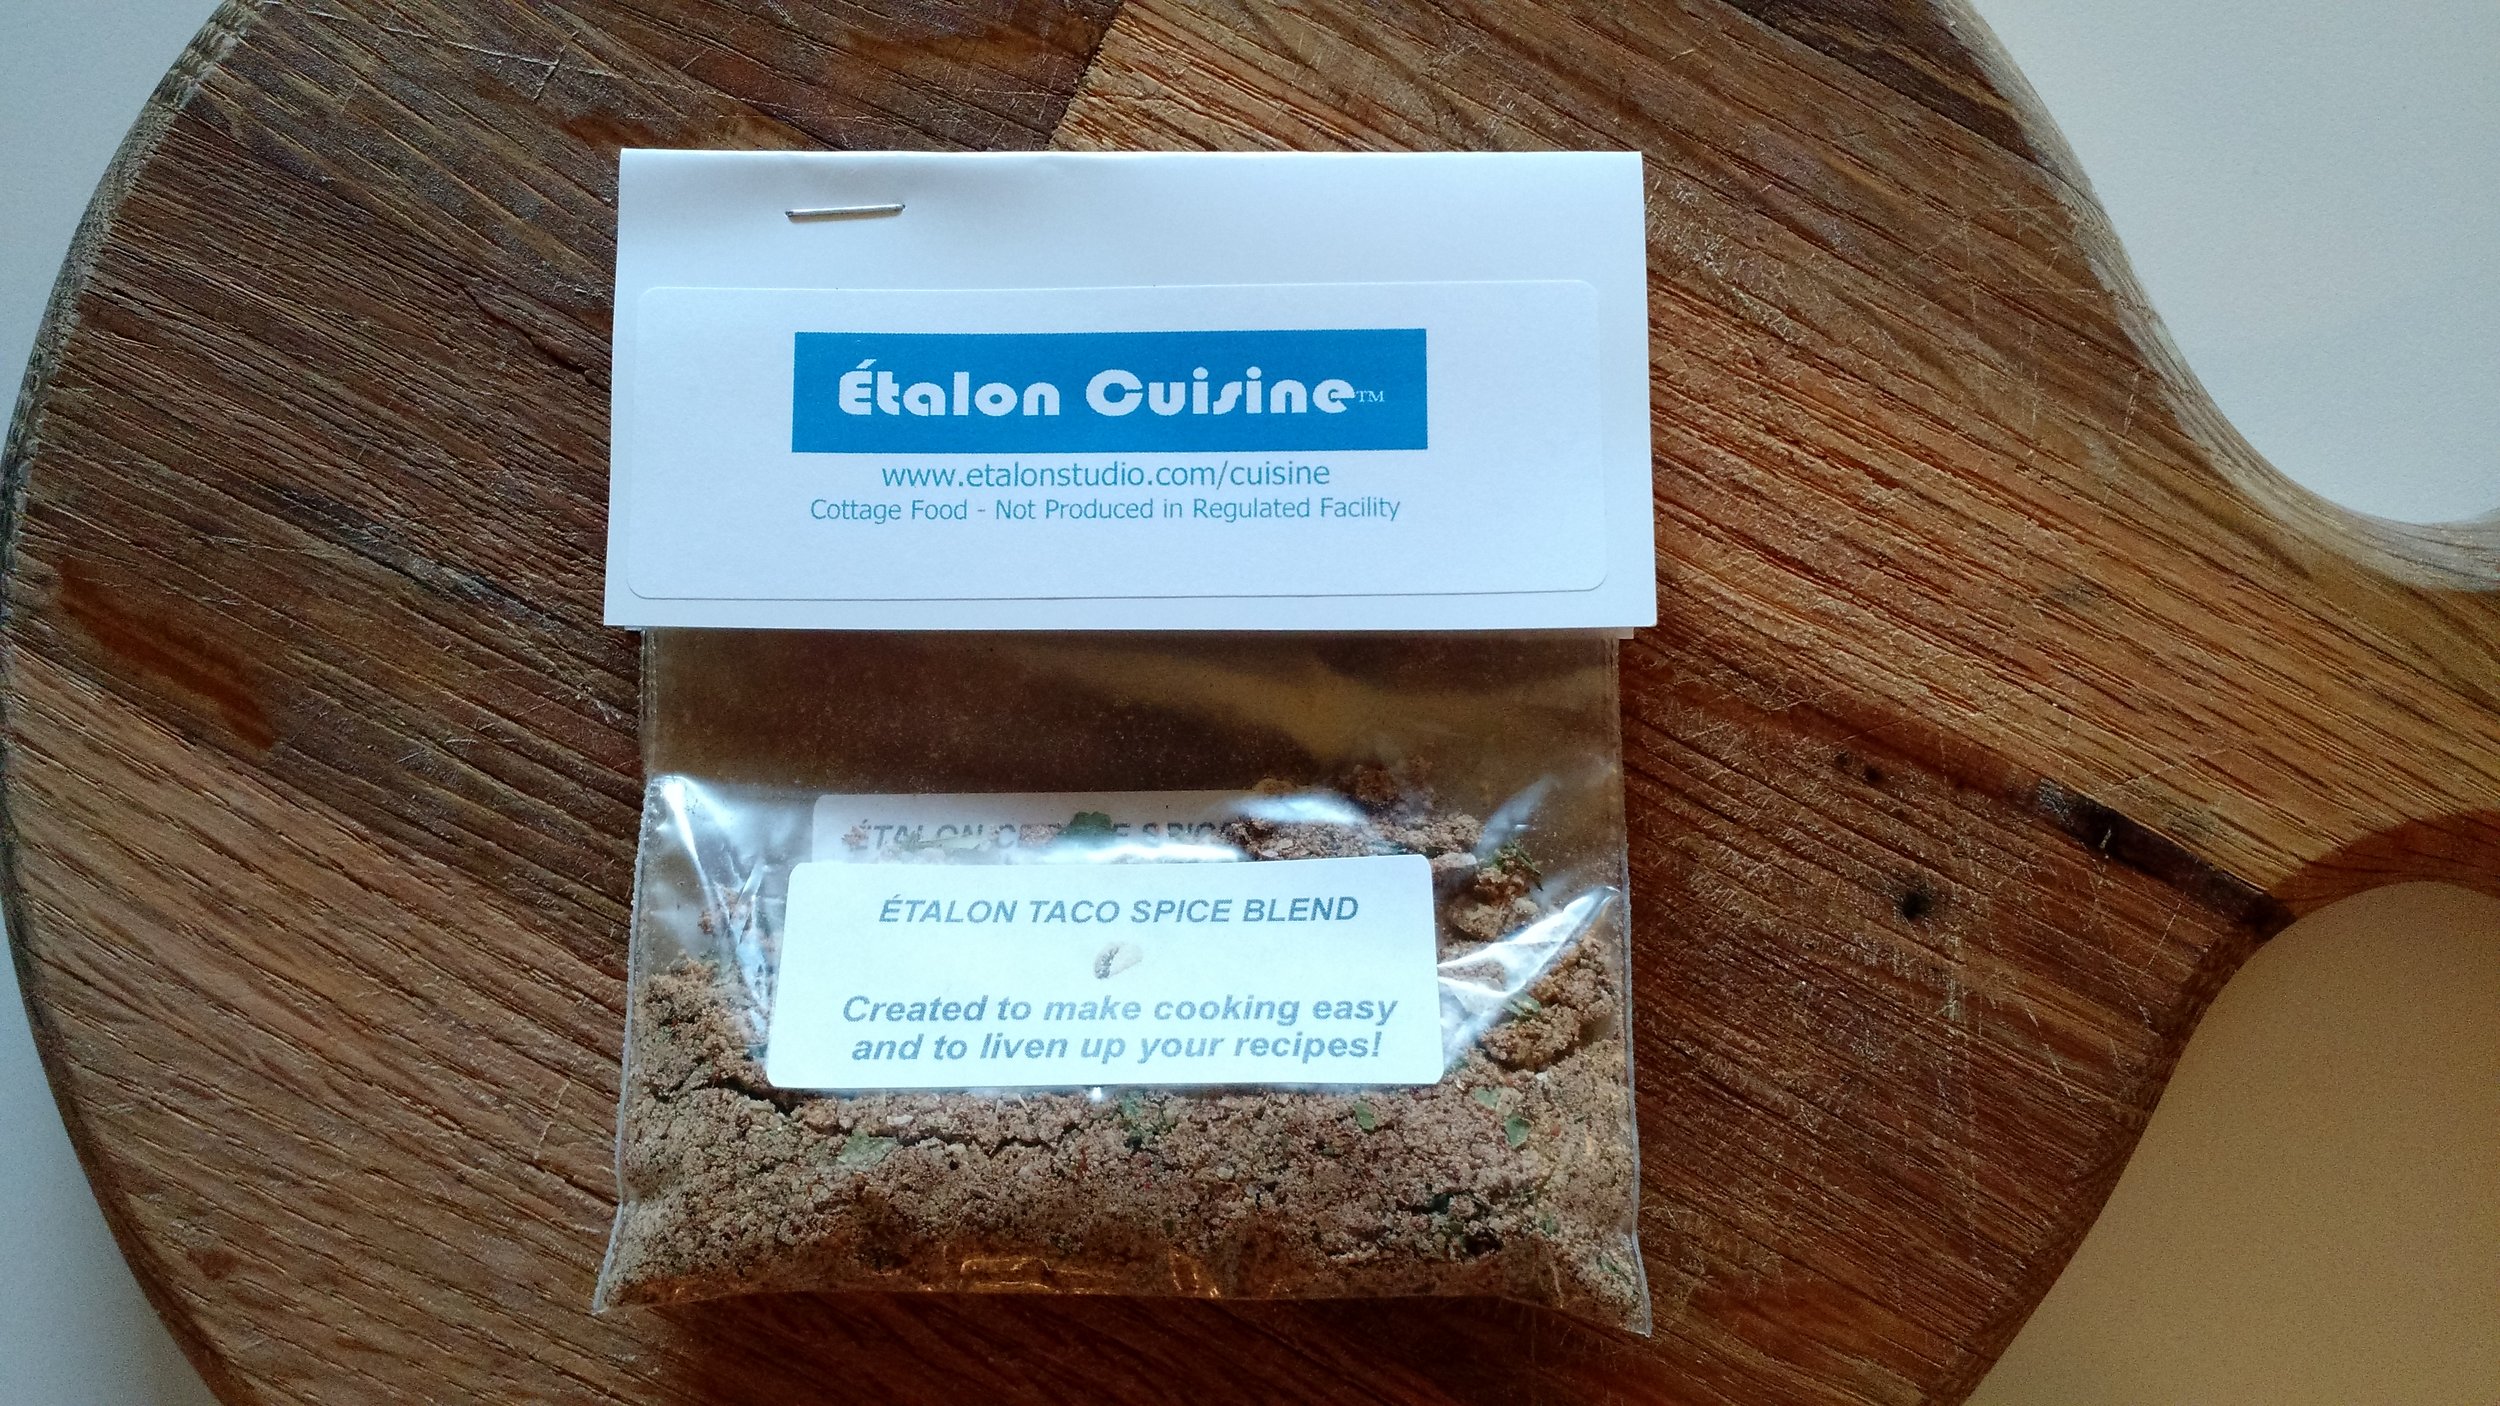 Étalon Cuisine™
www.etalonstudio.com/cuisine
Cottage Food - Not Produced in Regulated Facility
ÉTALON TACO SPICE BLEND
Created to make cooking easy
and to liven up your recipes!